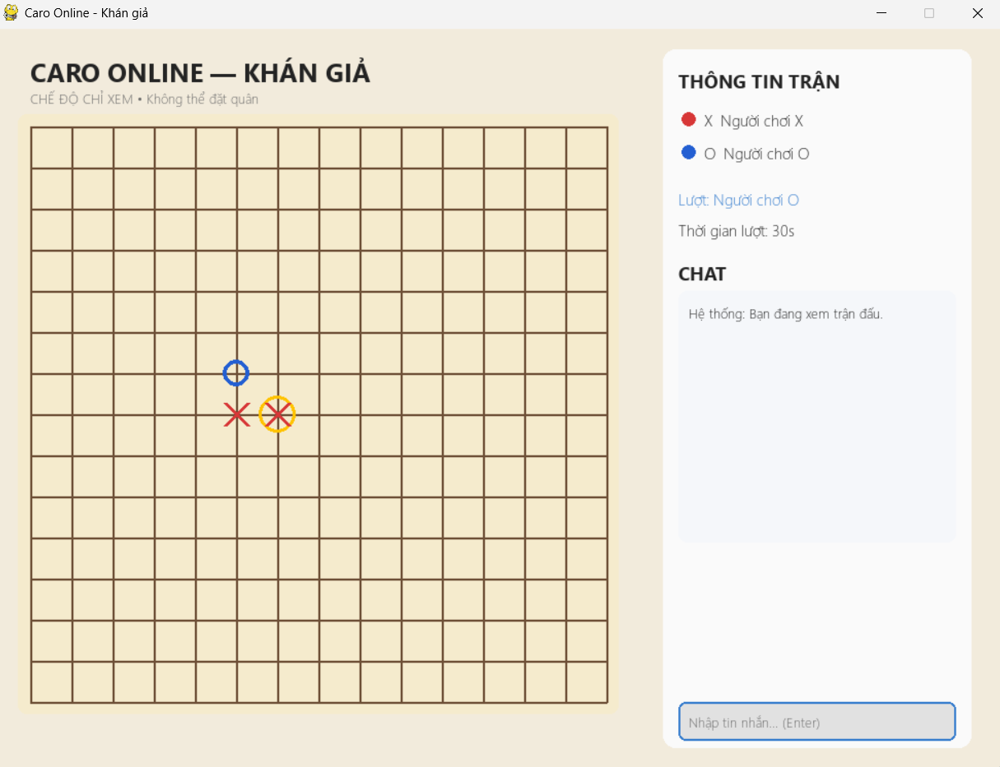 Caro Online - Khán giả
CARO ONLINE — KHÁN GIẢ
CHẾ ĐỘ CHỈ XEM • Không thể đặt quân
THÔNG TIN TRẬN
X Người chơi X
O Người chơi O
Lượt: Người chơi O
Thời gian lượt: 30s
CHAT
Hệ thống: Bạn đang xem trận đấu.
Nhập tin nhắn... (Enter)